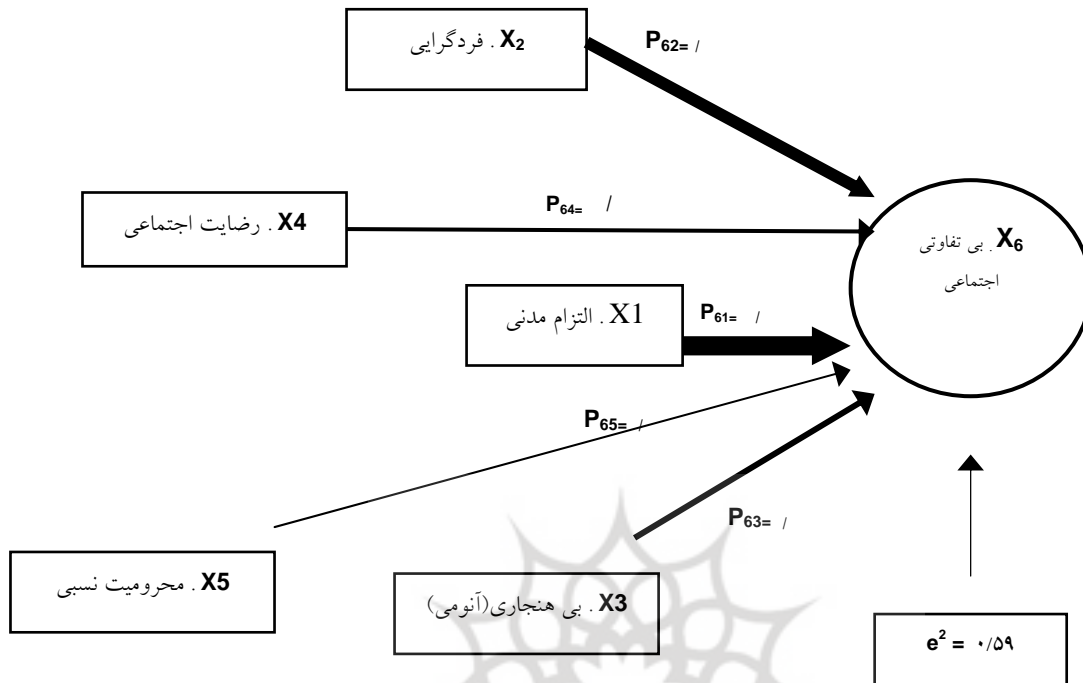 X2 . فردگرایی
P62= /
X4 . رضایت اجتماعی
P64= /
X6 . بی تفاوتی
اجتماعی
X1 . التزام مدنی
P61= /
P65= /
P63= /
X5 . محرومیت نسبی
X3 . بی هنجاری(آنومی)
e² = ۰/۵۹